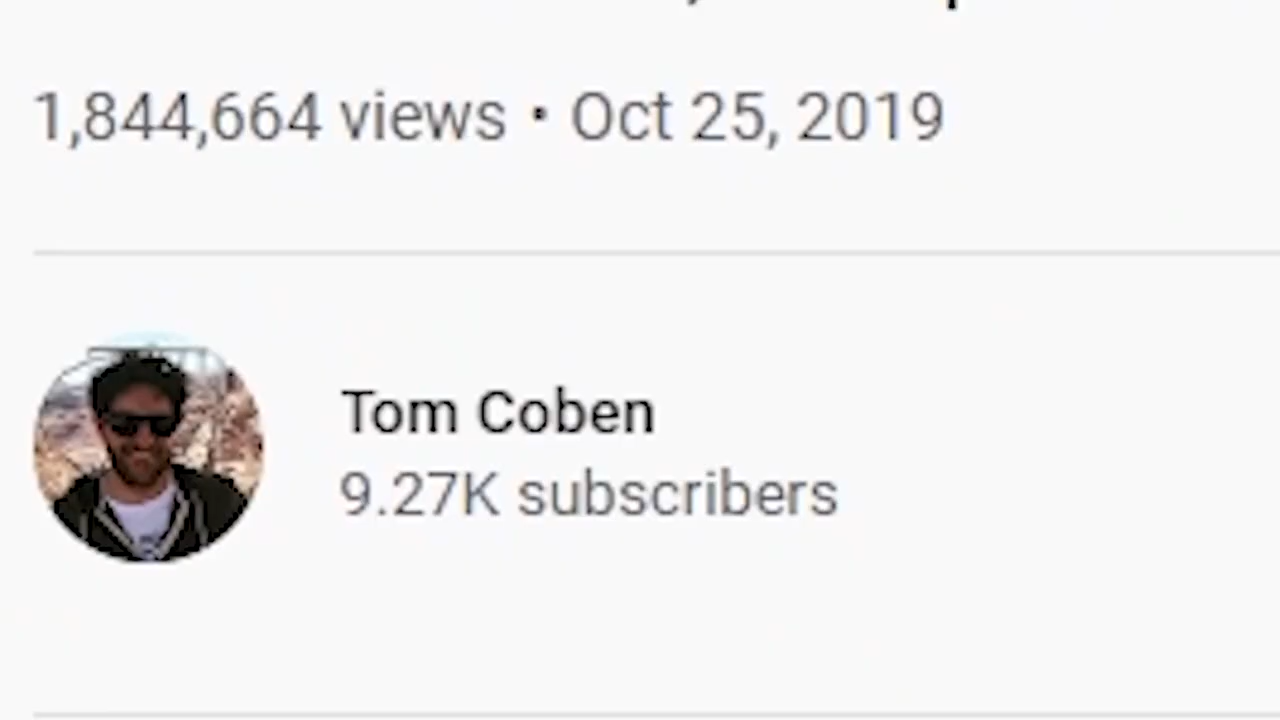 1,844,664 views • Oct 25, 2019
Tom Coben
9.27K subscribers